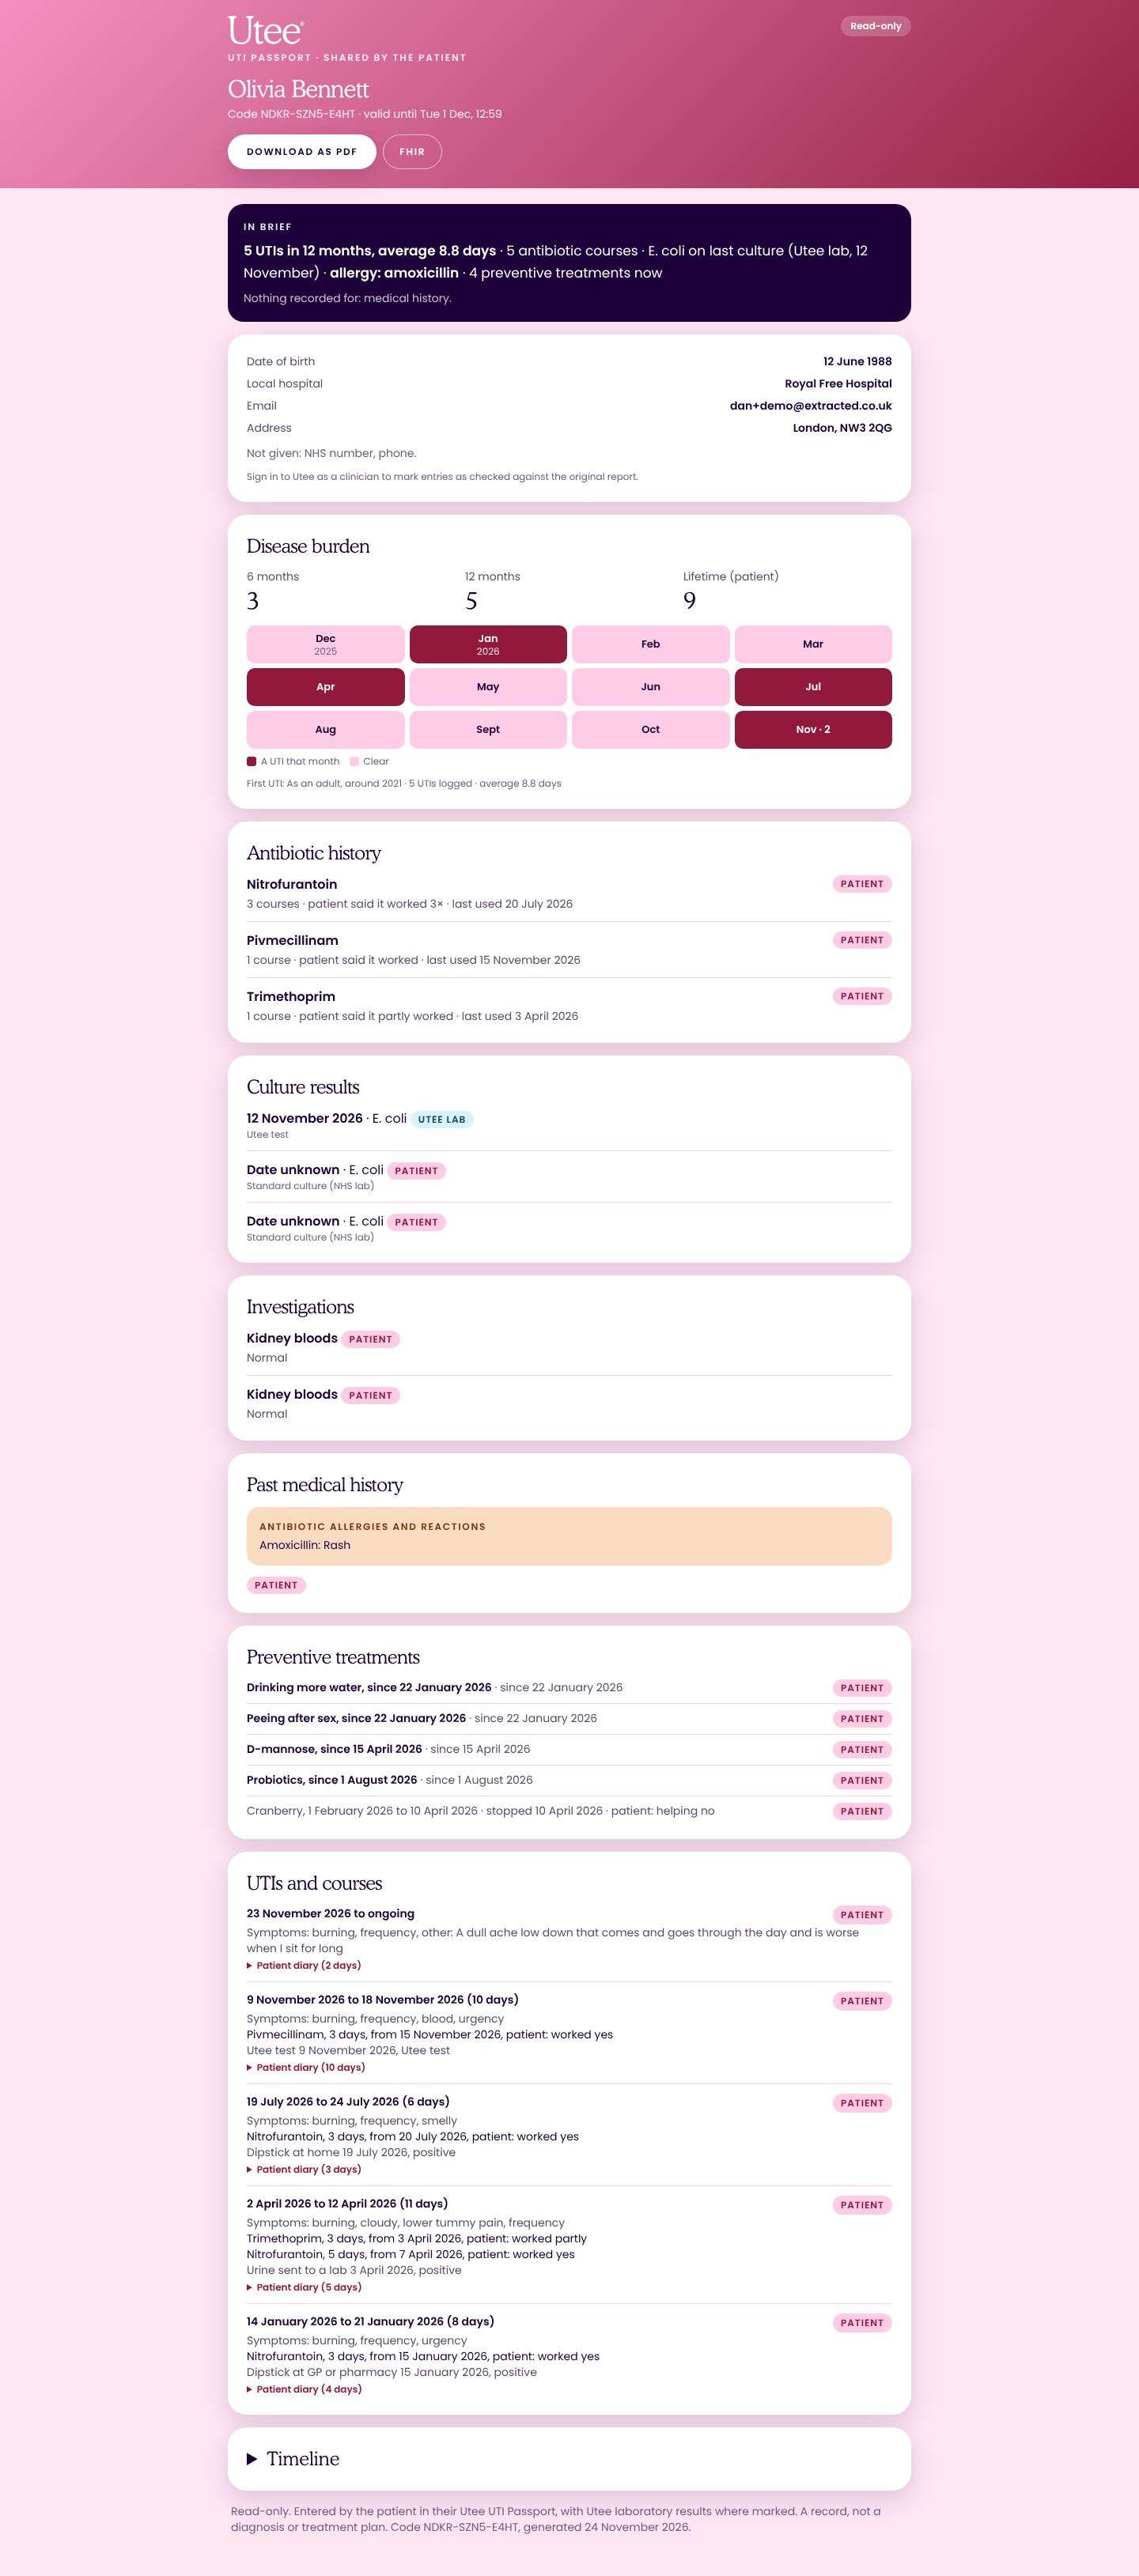 Utee®
Read-only
UTI PASSPORT · SHARED BY THE PATIENT
Olivia Bennett
Code NDKR-SZN5-E4HT · valid until Tue 1 Dec, 12:59
DOWNLOAD AS PDF
FHIR
IN BRIEF
5 UTIs in 12 months, average 8.8 days · 5 antibiotic courses · E. coli on last culture (Utee lab, 12
November) · allergy: amoxicillin · 4 preventive treatments now
Nothing recorded for: medical history.
Date of birth 12 June 1988
Local hospital Royal Free Hospital
Email dan+demo@extracted.co.uk
Address London, NW3 2QG
Not given: NHS number, phone.
Sign in to Utee as a clinician to mark entries as checked against the original report.
Disease burden
6 months 12 months Lifetime (patient)
3 5 9
Dec Jan Feb Mar
2025 2026
Apr May Jun Jul
Aug Sept Oct Nov · 2
A UTI that month Clear
First UTI: As an adult, around 2021 · 5 UTIs logged · average 8.8 days
Antibiotic history
Nitrofurantoin PATIENT
3 courses · patient said it worked 3× · last used 20 July 2026
Pivmecillinam PATIENT
1 course · patient said it worked · last used 15 November 2026
Trimethoprim PATIENT
1 course · patient said it partly worked · last used 3 April 2026
Culture results
12 November 2026 · E. coli UTEE LAB
Utee test
Date unknown · E. coli PATIENT
Standard culture (NHS lab)
Date unknown · E. coli PATIENT
Standard culture (NHS lab)
Investigations
Kidney bloods PATIENT
Normal
Kidney bloods PATIENT
Normal
Past medical history
ANTIBIOTIC ALLERGIES AND REACTIONS
Amoxicillin: Rash
PATIENT
Preventive treatments
Drinking more water, since 22 January 2026 · since 22 January 2026 PATIENT
Peeing after sex, since 22 January 2026 · since 22 January 2026 PATIENT
D-mannose, since 15 April 2026 · since 15 April 2026 PATIENT
Probiotics, since 1 August 2026 · since 1 August 2026 PATIENT
Cranberry, 1 February 2026 to 10 April 2026 · stopped 10 April 2026 · patient: helping no PATIENT
UTIs and courses
23 November 2026 to ongoing PATIENT
Symptoms: burning, frequency, other: A dull ache low down that comes and goes through the day and is worse
when I sit for long
Patient diary (2 days)
9 November 2026 to 18 November 2026 (10 days) PATIENT
Symptoms: burning, frequency, blood, urgency
Pivmecillinam, 3 days, from 15 November 2026, patient: worked yes
Utee test 9 November 2026, Utee test
Patient diary (10 days)
19 July 2026 to 24 July 2026 (6 days) PATIENT
Symptoms: burning, frequency, smelly
Nitrofurantoin, 3 days, from 20 July 2026, patient: worked yes
Dipstick at home 19 July 2026, positive
Patient diary (3 days)
2 April 2026 to 12 April 2026 (11 days) PATIENT
Symptoms: burning, cloudy, lower tummy pain, frequency
Trimethoprim, 3 days, from 3 April 2026, patient: worked partly
Nitrofurantoin, 5 days, from 7 April 2026, patient: worked yes
Urine sent to a lab 3 April 2026, positive
Patient diary (5 days)
14 January 2026 to 21 January 2026 (8 days) PATIENT
Symptoms: burning, frequency, urgency
Nitrofurantoin, 3 days, from 15 January 2026, patient: worked yes
Dipstick at GP or pharmacy 15 January 2026, positive
Patient diary (4 days)
Timeline
Read-only. Entered by the patient in their Utee UTI Passport, with Utee laboratory results where marked. A record, not a
diagnosis or treatment plan. Code NDKR-SZN5-E4HT, generated 24 November 2026.